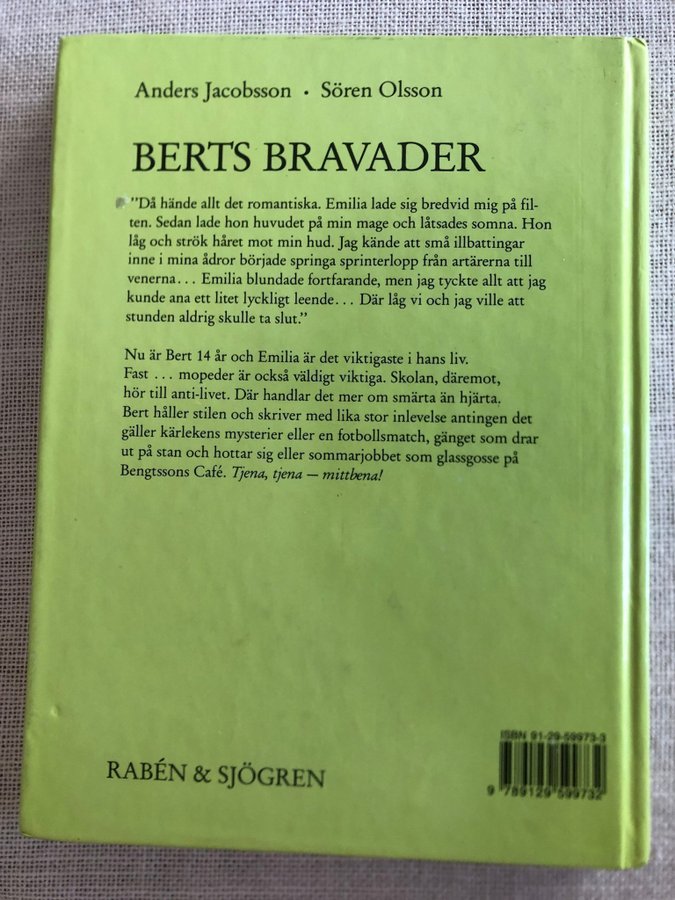 Anders Jacobsson • Sören Olsson
BERTS BRAVADER
”Då hände allt det romantiska. Emilia lade sig bredvid mig på fil-
ten. Sedan lade hon huvudet på min mage och låtsades somna. Hon
låg och strök håret mot min hud. Jag kände att små illbattingar
inne i mina ådror började springa sprinterlopp från artärerna till
venerna... Emilia blundade fortfarande, men jag tyckte allt att jag
kunde ana ett litet lyckligt leende... Där låg vi och jag ville att
stunden aldrig skulle ta slut.”
Nu är Bert 14 år och Emilia är det viktigaste i hans liv.
Fast ... mopeder är också väldigt viktiga. Skolan, däremot,
hör till anti-livet. Där handlar det mer om smärta än hjärta.
Bert håller stilen och skriver med lika stor inlevelse antingen det
gäller kärlekens mysterier eller en fotbollsmatch, gänget som drar
ut på stan och hottar sig eller sommarjobbet som glassgosse på
Bengtssons Café. Tjena, tjena — mittbena!
ISBN 91-29-59973-3
9 789129 599732
RABÉN & SJÖGREN